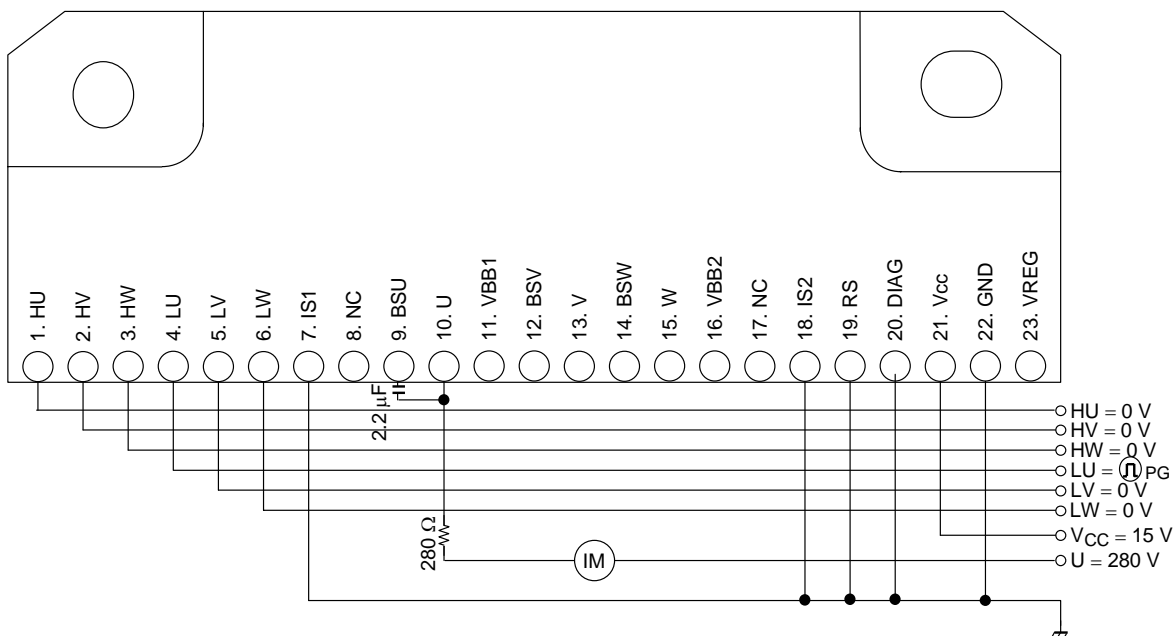 1. HU
2. HV
3. HW
4. LU
5. LV
6. LW
7. IS1
8. NC
9. BSU
10. U
11. VBB1
12. BSV
13. V
14. BSW
15. W
16. VBB2
17. NC
18. IS2
19. RS
20. DIAG
21. Vcc
22. GND
23. VREG
2.2 μF
HU = 0 V
HV = 0 V
HW = 0 V
LU = PG
LV = 0 V
LW = 0 V
280 Ω
VCC = 15 V
IM
U = 280 V